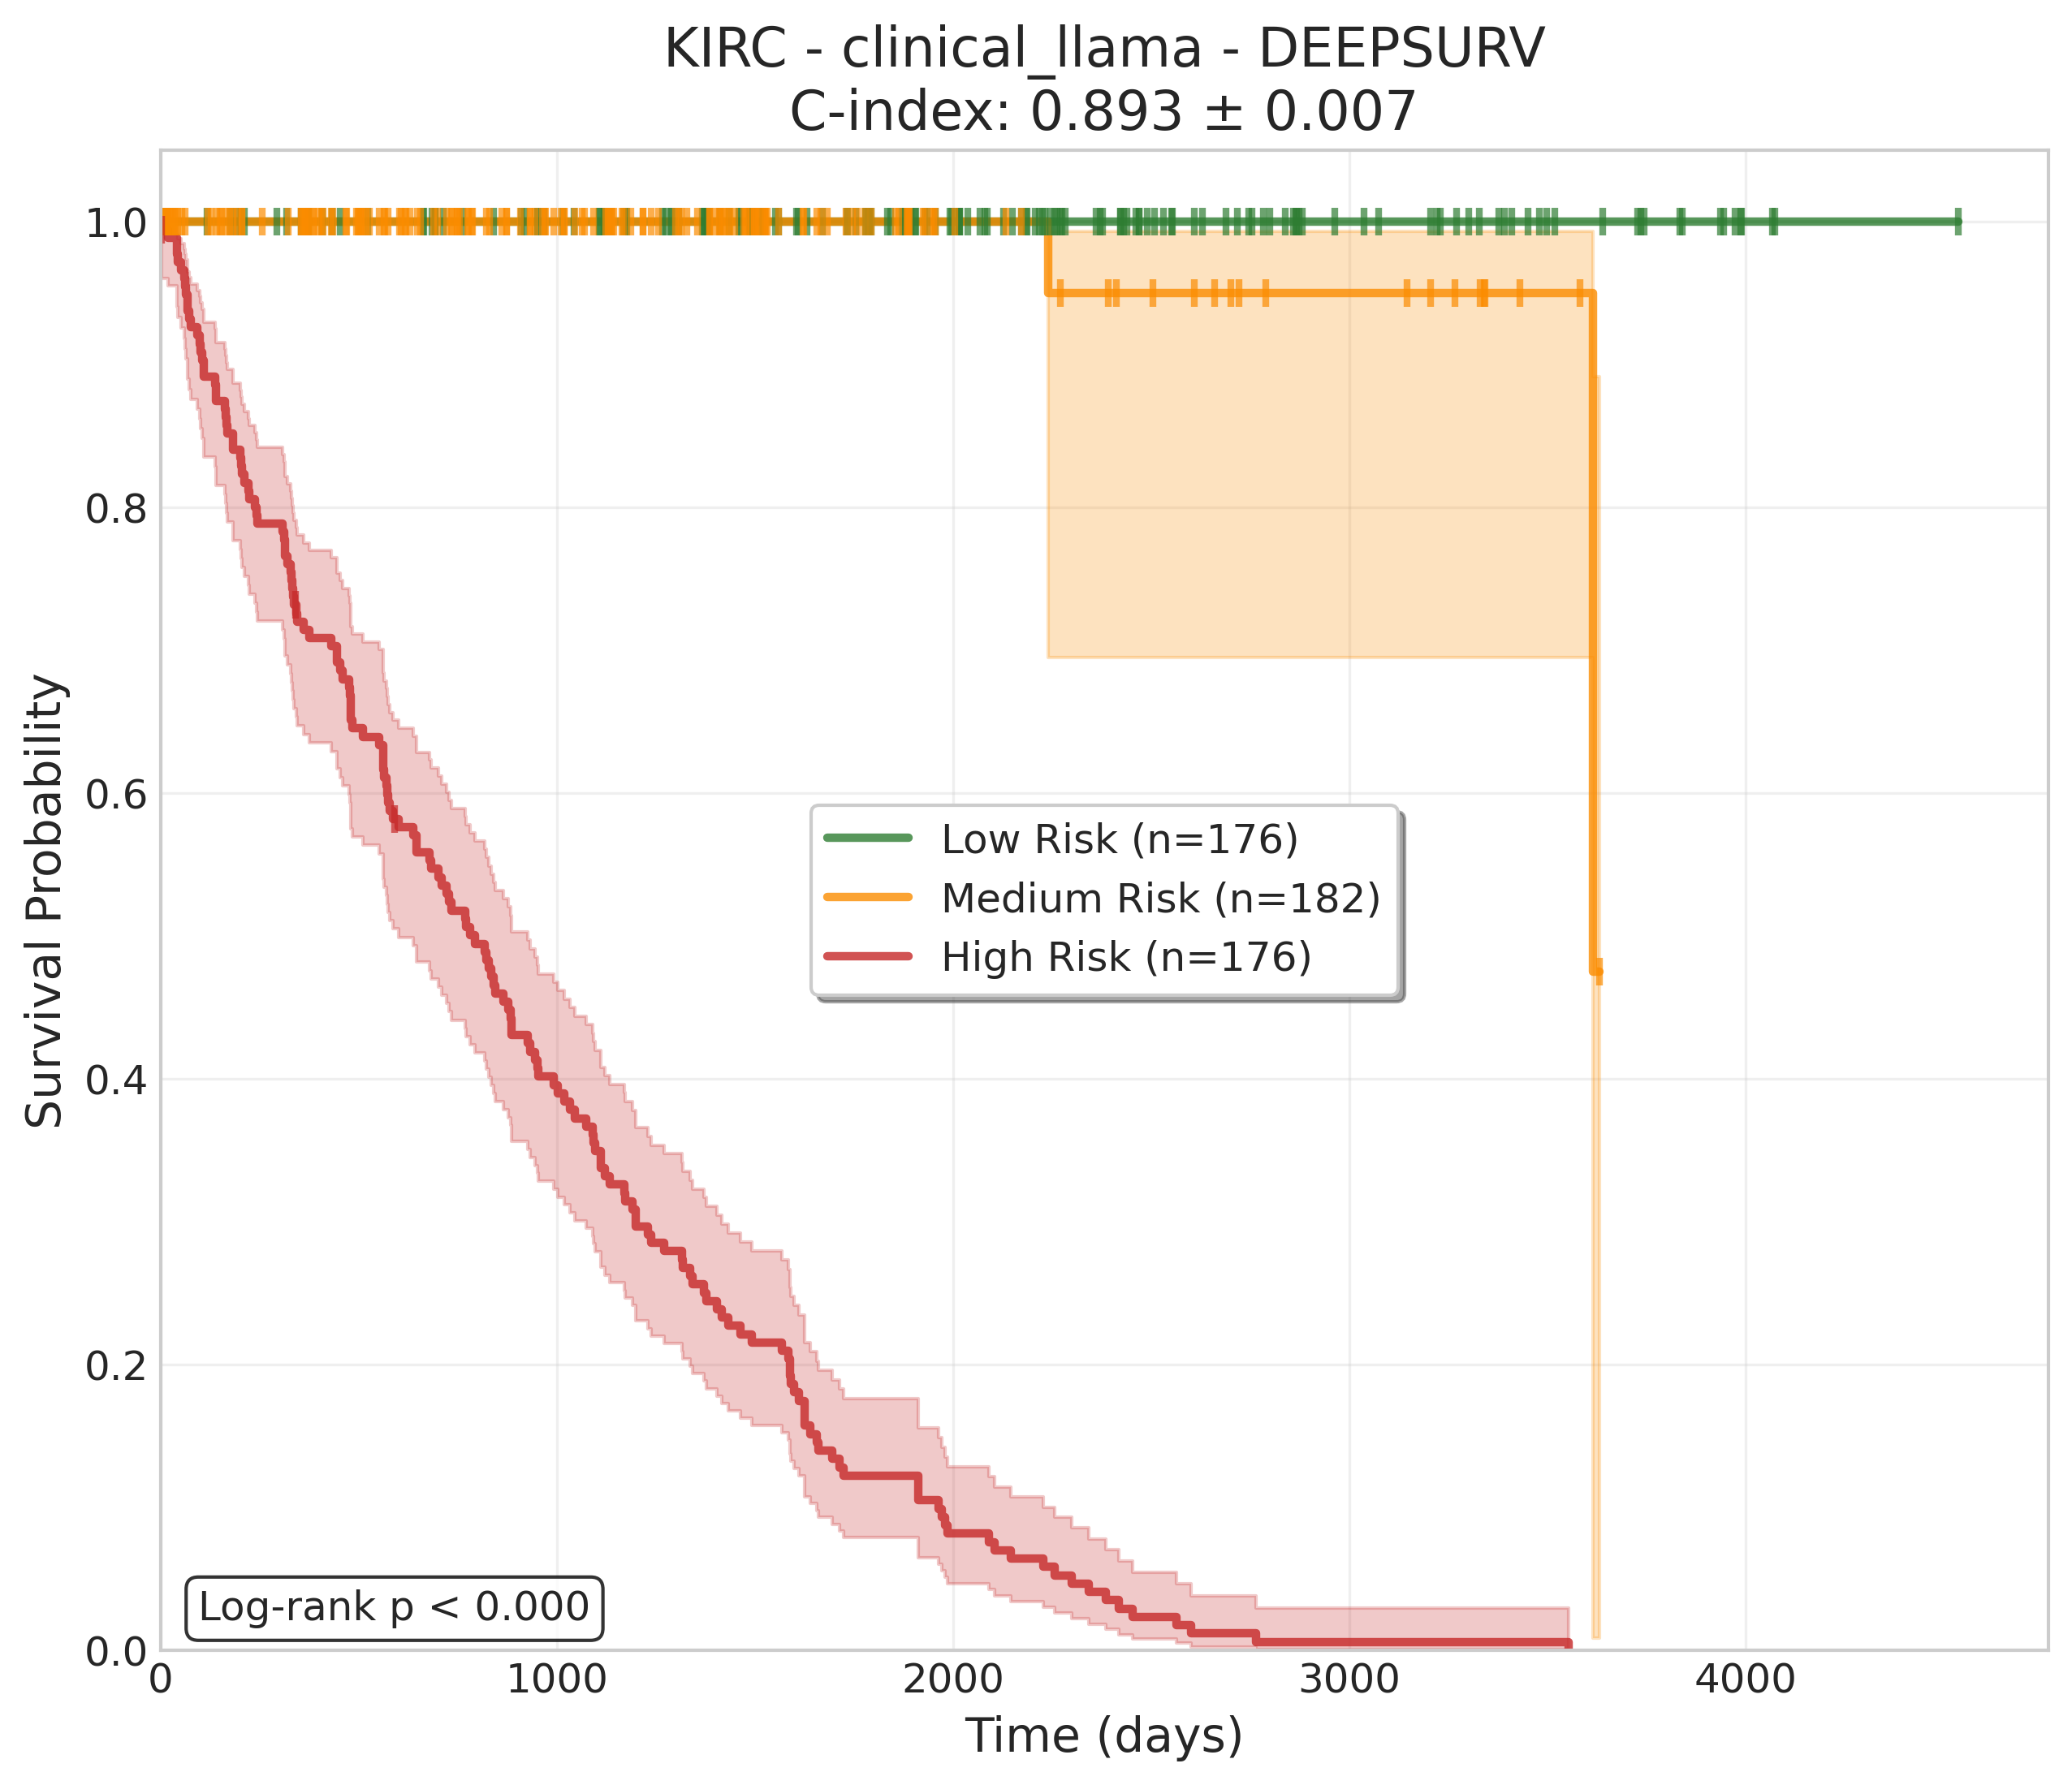 KIRC - clinical_llama - DEEPSURV
C-index: 0.893 ± 0.007
Survival Probability
1.0
0.8
0.6
0.4
0.2
0.0
Low Risk (n=176)
Medium Risk (n=182)
High Risk (n=176)
Log-rank p < 0.000
0 1000 2000 3000 4000
Time (days)